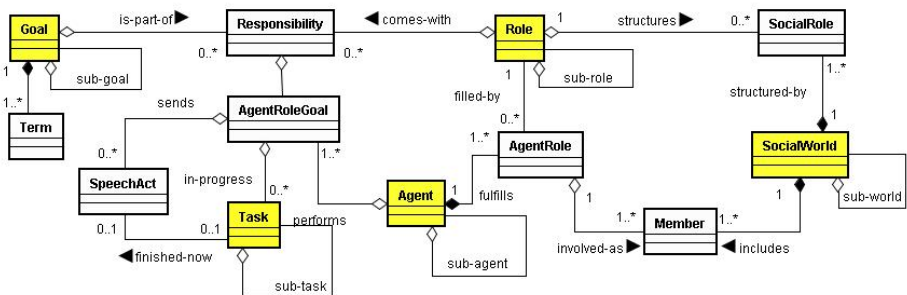 is-part-of ▶ ◀ comes-with 1 structures ▶
Goal Responsibility Role SocialRole
0..* 0..* 0..*
1 sub-goal 1 sub-role 1..*
1..* sends filled-by structured-by
Term AgentRoleGoal 0..*
1..* 1..* AgentRole SocialWorld
0..* in-progress
SpeechAct Agent 1 fulfills 1 1 sub-world
0..* 1..* 1..*
Task performs Member
0..1 0..1 involved-as ▶ ◀ includes
◀ finished-now sub-agent
sub-task